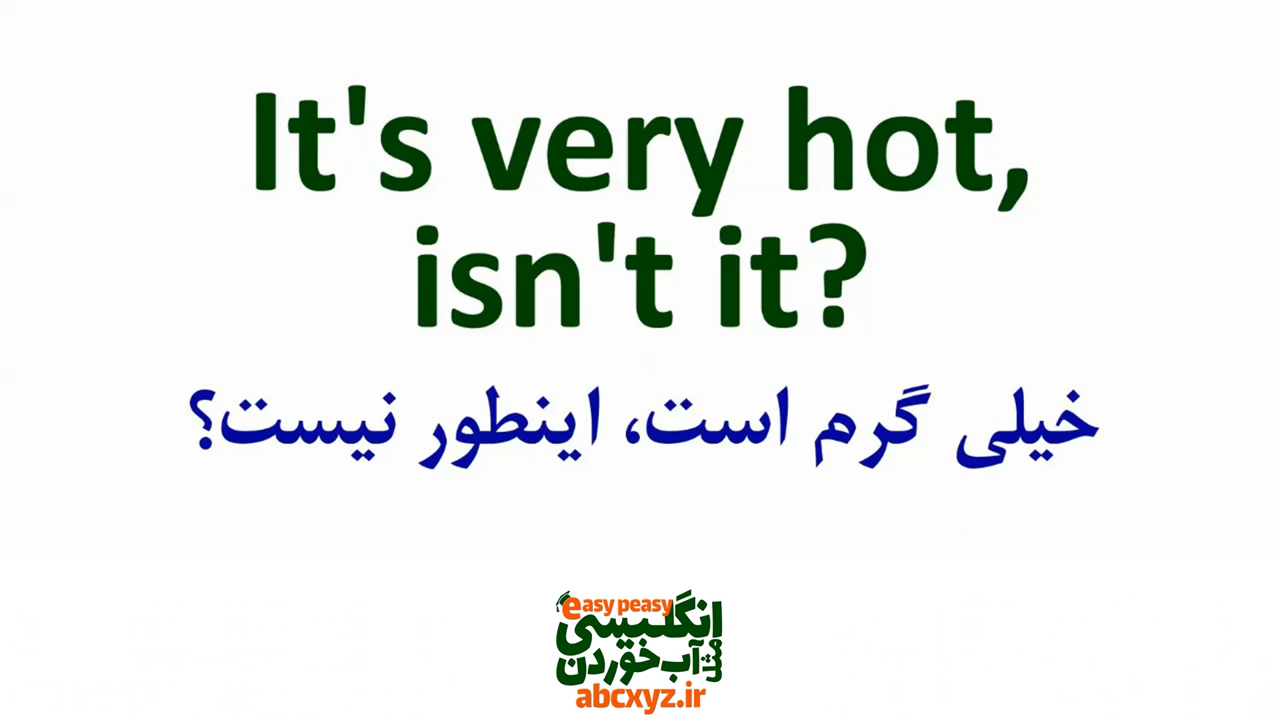 It's very hot,
isn't it?
خیلی گرم است، اینطور نیست؟
easy peasy
انگلیسی
مثل
آب خوردن
abcxyz.ir